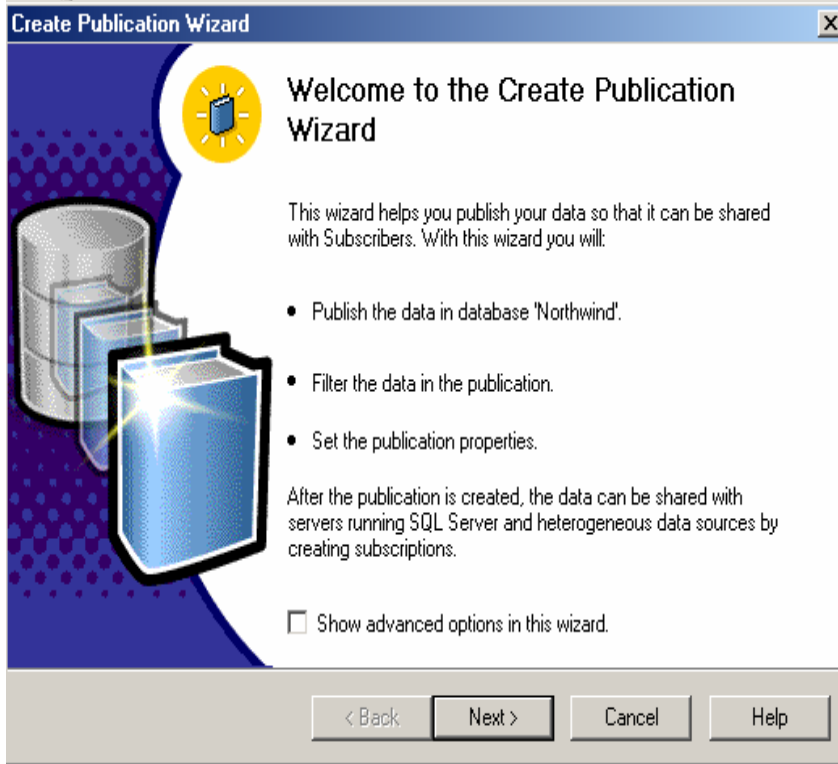 Create Publication Wizard
Welcome to the Create Publication
Wizard
This wizard helps you publish your data so that it can be shared
with Subscribers. With this wizard you will:
• Publish the data in database 'Northwind'.
• Filter the data in the publication.
• Set the publication properties.
After the publication is created, the data can be shared with
servers running SQL Server and heterogeneous data sources by
creating subscriptions.
Show advanced options in this wizard.
< Back Next > Cancel Help